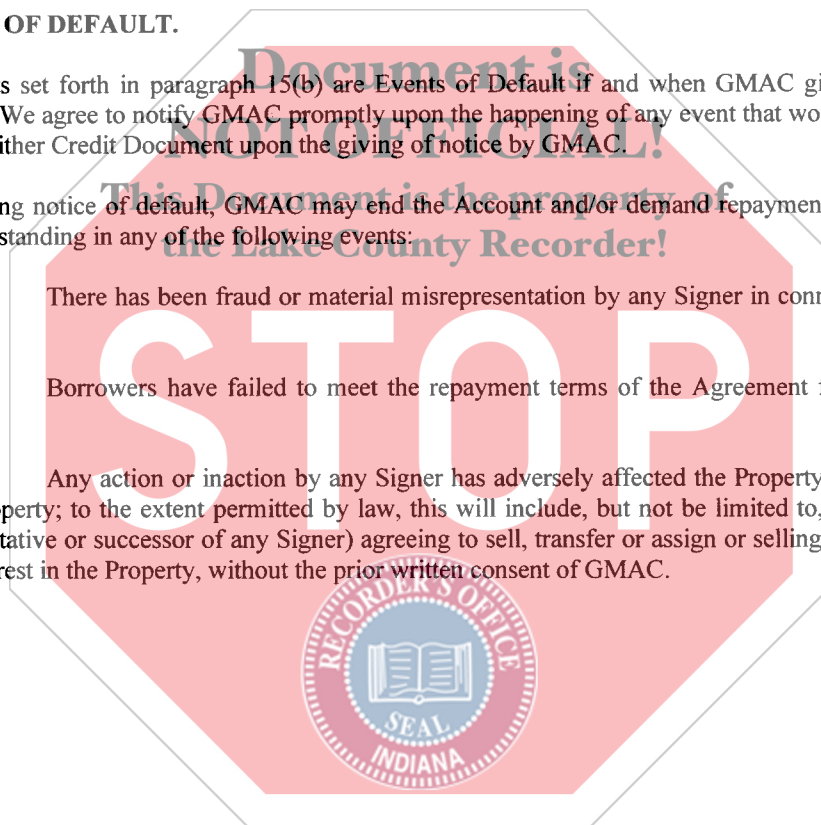 OF DEFAULT.
Document is
s set forth in paragraph 15(b) are Events of Default if and when GMAC gi
We agree to notify GMAC promptly upon the happening of any event that wo
NOT OFFICIAL!
ither Credit Document upon the giving of notice by GMAC.
This Document is the property of
ng notice of default, GMAC may end the Account and/or demand repayment
standing in any of the following events:
the Lake County Recorder!
There has been fraud or material misrepresentation by any Signer in conn
STOP
Borrowers have failed to meet the repayment terms of the Agreement f
Any action or inaction by any Signer has adversely affected the Property
perty; to the extent permitted by law, this will include, but not be limited to,
tative or successor of any Signer) agreeing to sell, transfer or assign or selling,
rest in the Property, without the prior written consent of GMAC.
RECORDER'S OFFICE
SEAL
INDIANA